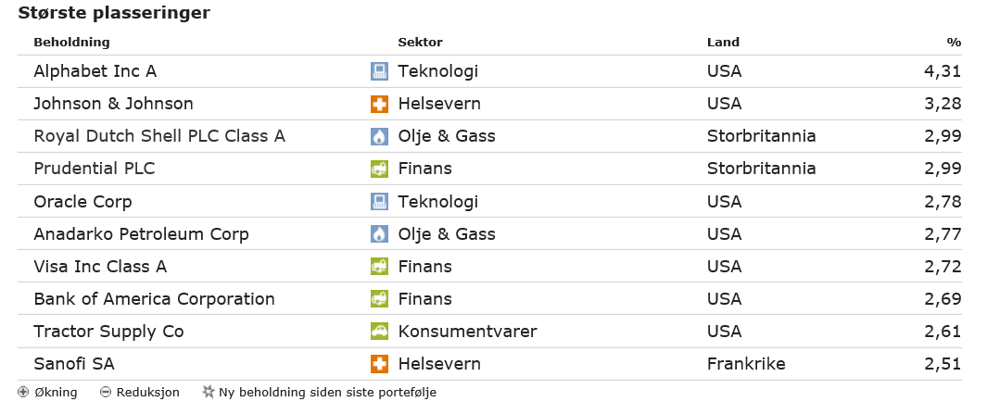 Største plasseringer
Beholdning Sektor Land %
Alphabet Inc A Teknologi USA 4,31
Johnson & Johnson Helsevern USA 3,28
Royal Dutch Shell PLC Class A Olje & Gass Storbritannia 2,99
Prudential PLC Finans Storbritannia 2,99
Oracle Corp Teknologi USA 2,78
Anadarko Petroleum Corp Olje & Gass USA 2,77
Visa Inc Class A Finans USA 2,72
Bank of America Corporation Finans USA 2,69
Tractor Supply Co Konsumentvarer USA 2,61
Sanofi SA Helsevern Frankrike 2,51
Økning Reduksjon Ny beholdning siden siste portefølje